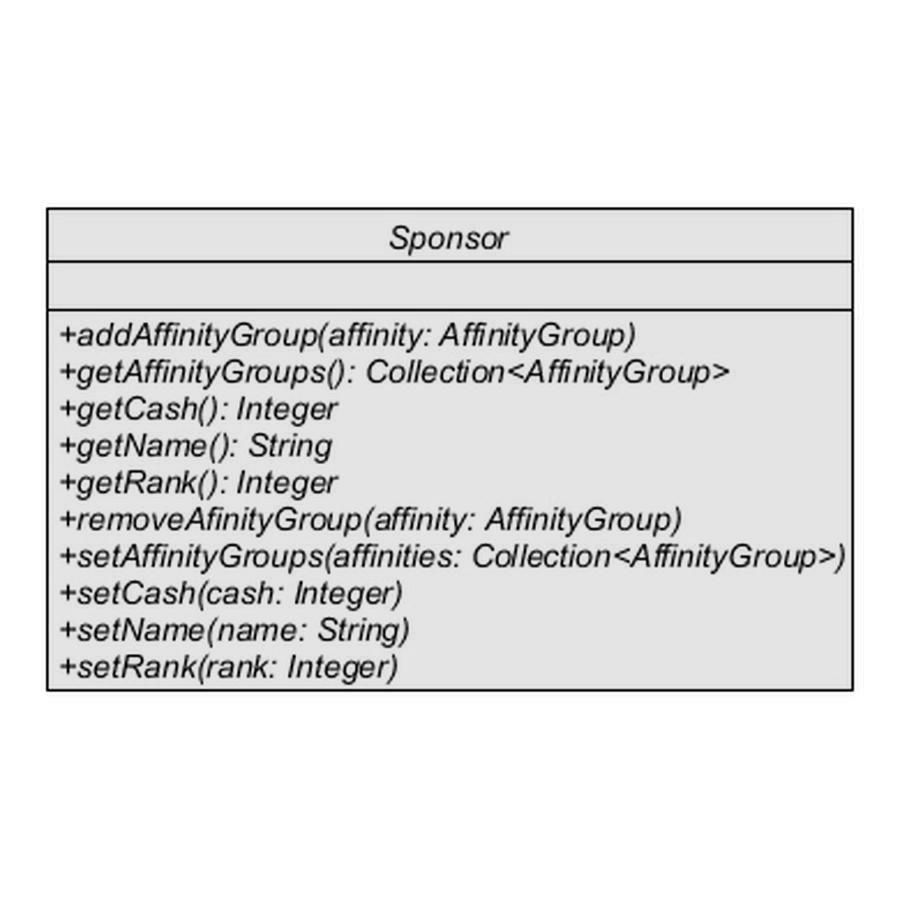 Sponsor
+addAffinityGroup(affinity: AffinityGroup)
+getAffinityGroups(): Collection<AffinityGroup>
+getCash(): Integer
+getName(): String
+getRank(): Integer
+removeAfinityGroup(affinity: AffinityGroup)
+setAffinityGroups(affinities: Collection<AffinityGroup>)
+setCash(cash: Integer)
+setName(name: String)
+setRank(rank: Integer)